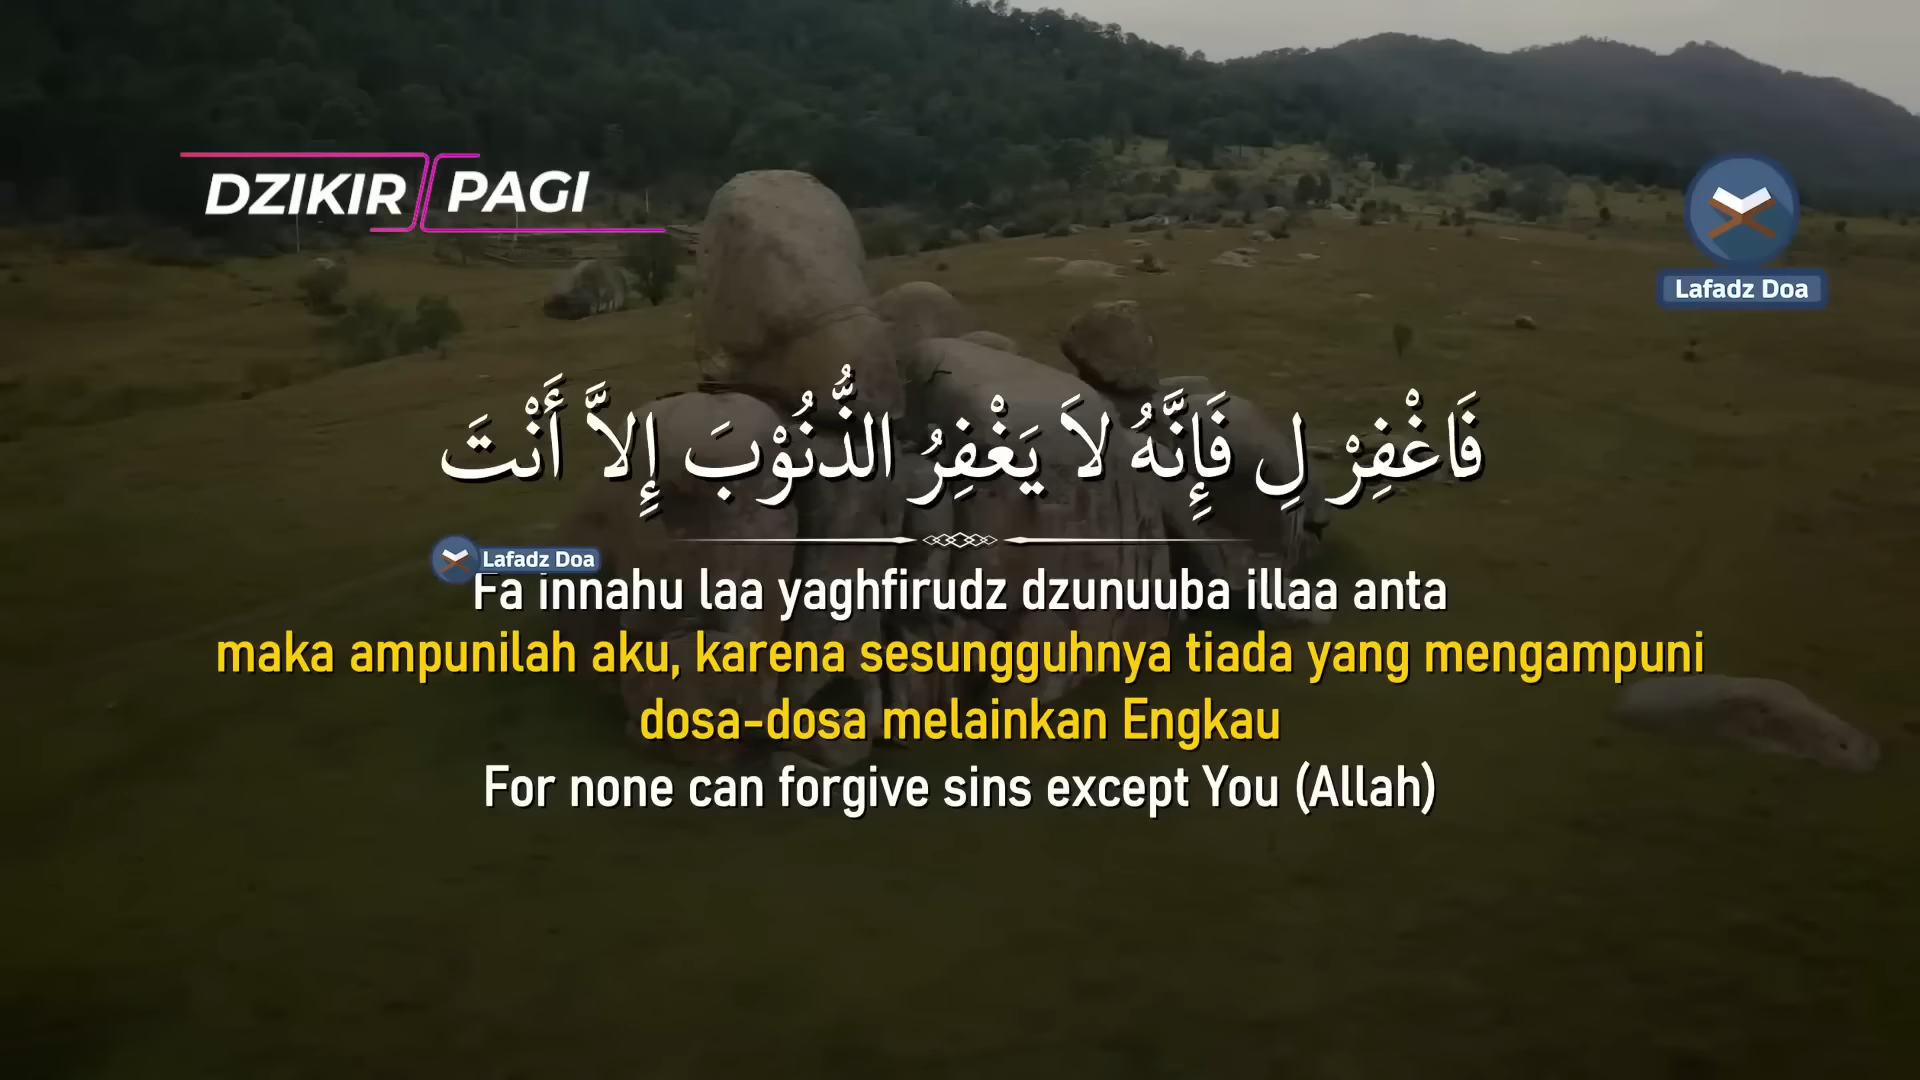 DZIKIR PAGI
Lafadz Doa
فَاغْفِرْ لِ فَإِنَّهُ لاَ يَغْفِرُ الذُّنُوْبَ إِلاَّ أَنْتَ
Lafadz Doa
Fa innahu laa yaghfirudz dzunuuba illaa anta
maka ampunilah aku, karena sesungguhnya tiada yang mengampuni
dosa-dosa melainkan Engkau
For none can forgive sins except You (Allah)